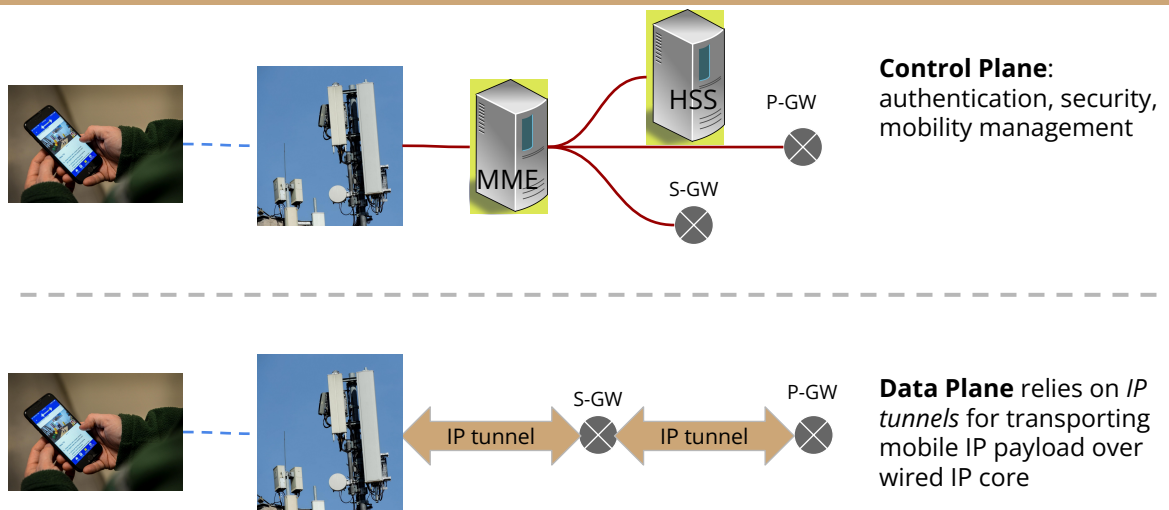 Control Plane:
authentication, security,
mobility management
HSS
P-GW
MME
S-GW
S-GW
P-GW
IP tunnel
IP tunnel
Data Plane relies on IP
tunnels for transporting
mobile IP payload over
wired IP core